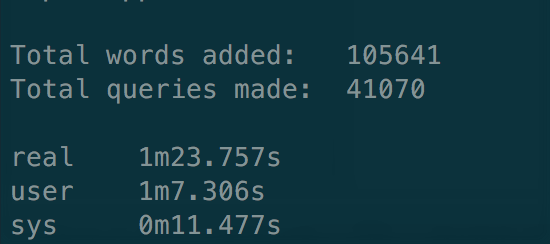 Total words added: 105641
Total queries made: 41070
real 1m23.757s
user 1m7.306s
sys 0m11.477s